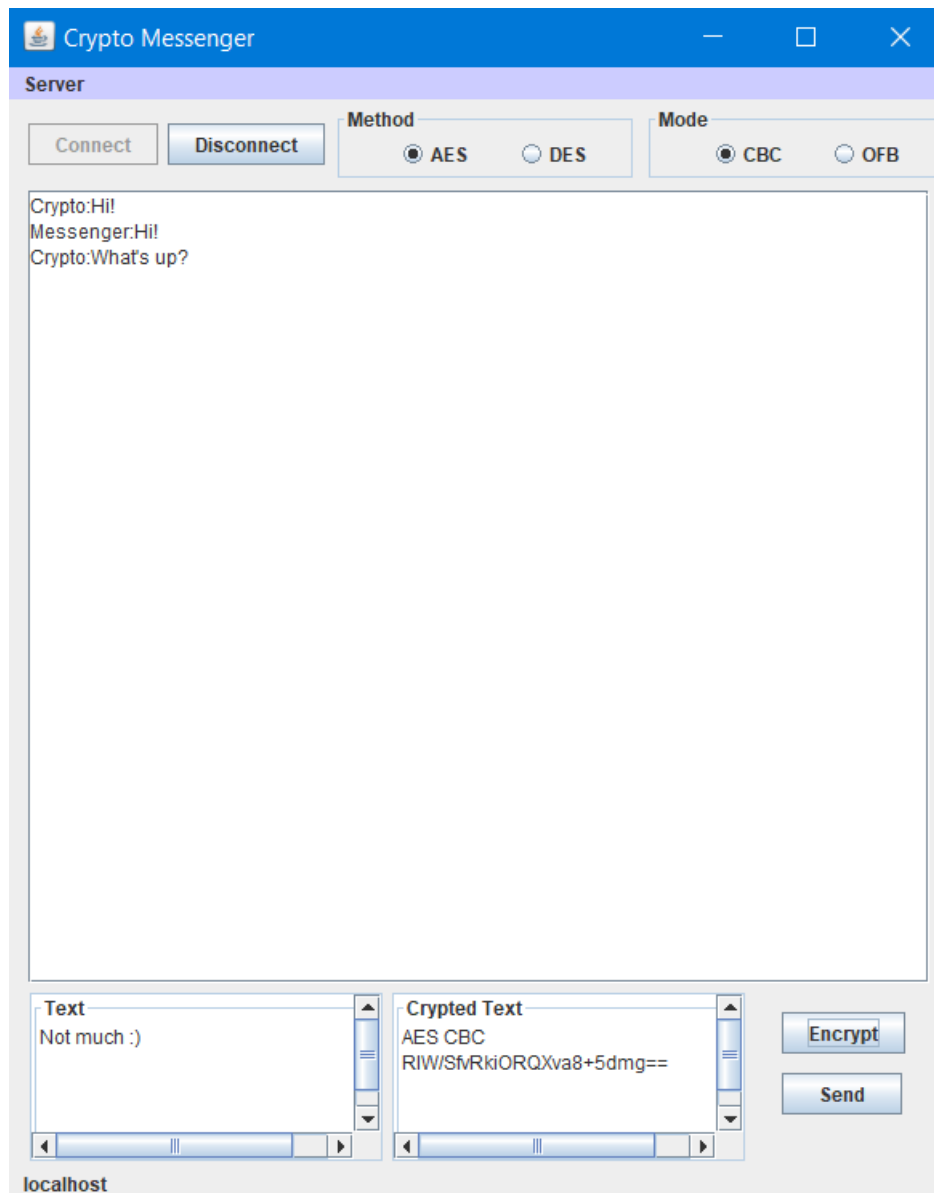 Crypto Messenger
Server
Connect
Disconnect
Method
AES
DES
Mode
CBC
OFB
Crypto:Hi!
Messenger:Hi!
Crypto:What's up?
Text
Not much :)
Crypted Text
AES CBC
RIW/SfvRkiORQXva8+5dmg==
Encrypt
Send
localhost